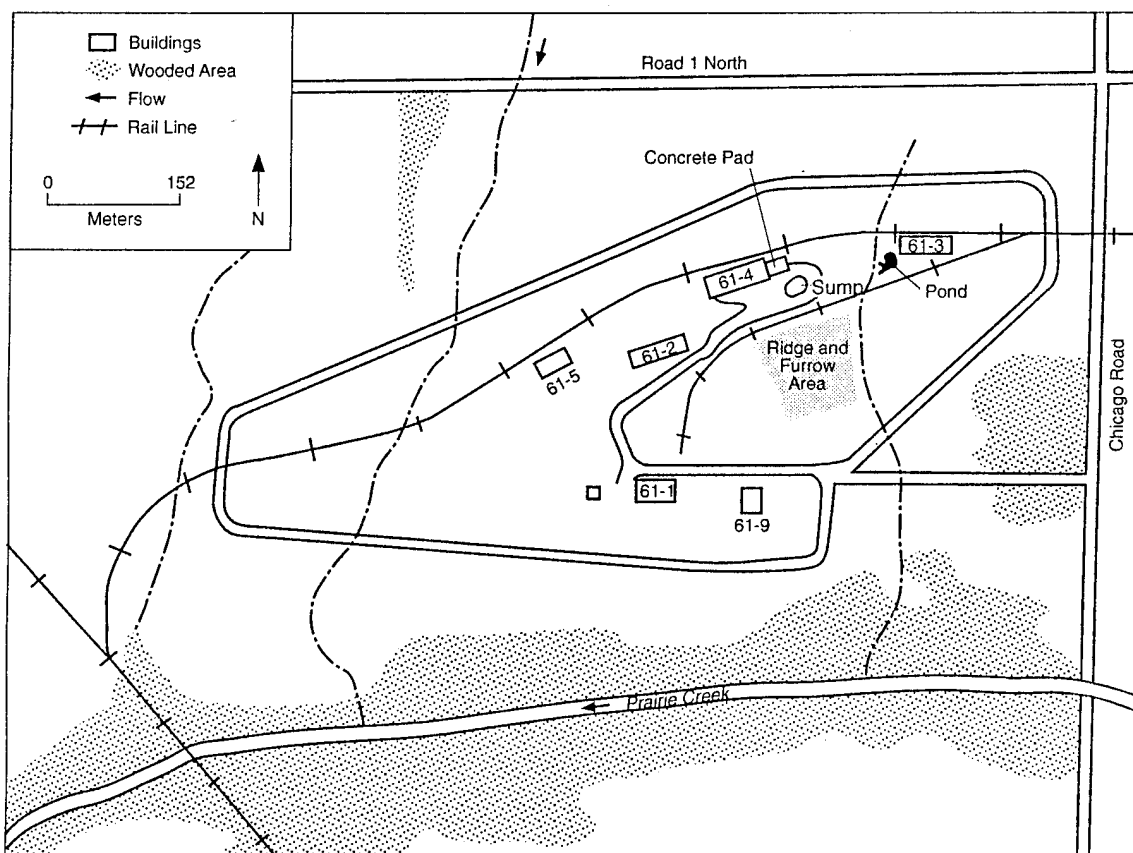 Buildings
Wooded Area
Flow
Rail Line
0 152
Meters
N
Road 1 North
Concrete Pad
61-3
61-4
Sump
Pond
61-2
Ridge and
Furrow
Area
61-5
Chicago Road
61-1
61-9
Prairie Creek